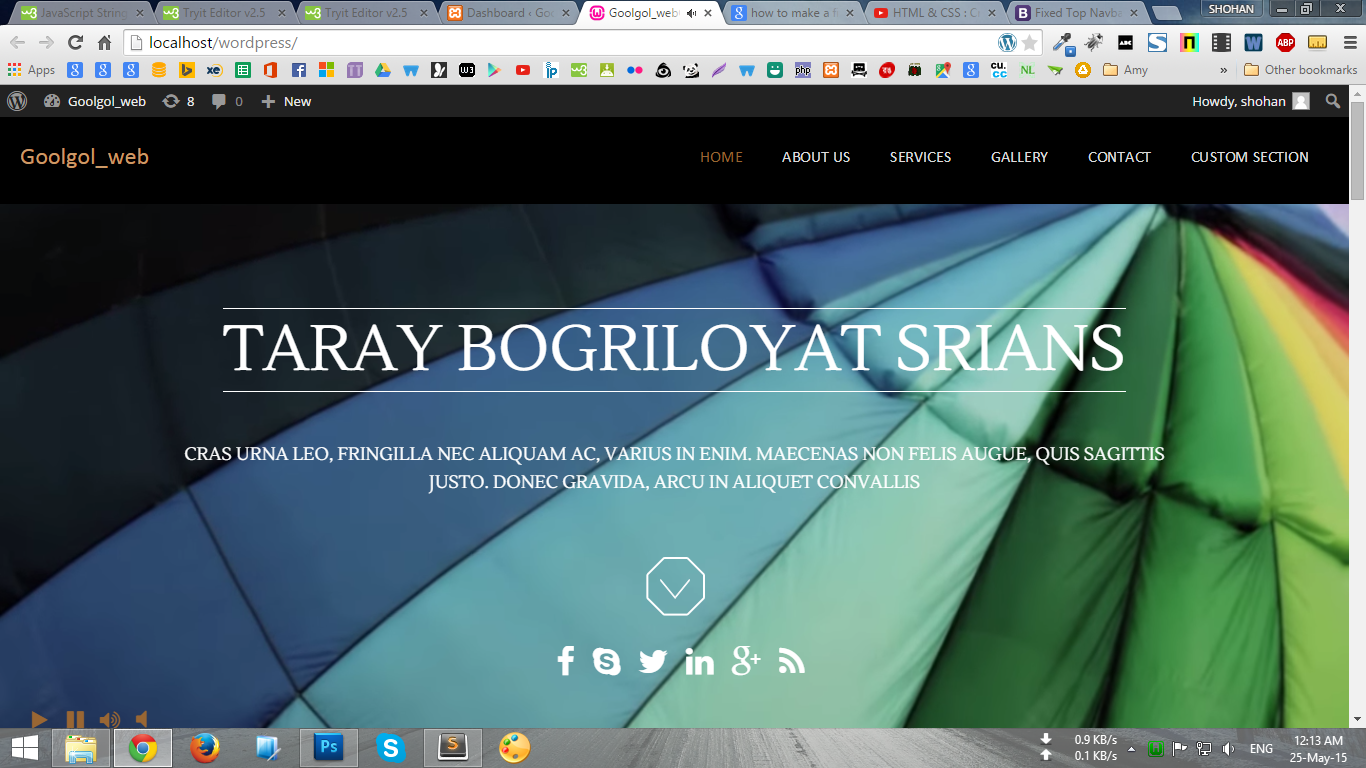 JavaScript String
Tryit Editor v2.5
Tryit Editor v2.5
Dashboard ‹ Goo
Goolgol_web
how to make a f
HTML & CSS : C
Fixed Top Navba
SHOHAN
localhost/wordpress/
Apps
Amy
»
Other bookmarks
Goolgol_web
8
0
New
Howdy, shohan
Goolgol_web
HOME
ABOUT US
SERVICES
GALLERY
CONTACT
CUSTOM SECTION
TARAY BOGRILOYAT SRIANS
CRAS URNA LEO, FRINGILLA NEC ALIQUAM AC, VARIUS IN ENIM. MAECENAS NON FELIS AUGUE, QUIS SAGITTIS
JUSTO. DONEC GRAVIDA, ARCU IN ALIQUET CONVALLIS
0.9 KB/s
0.1 KB/s
ENG
12:13 AM
25-May-15